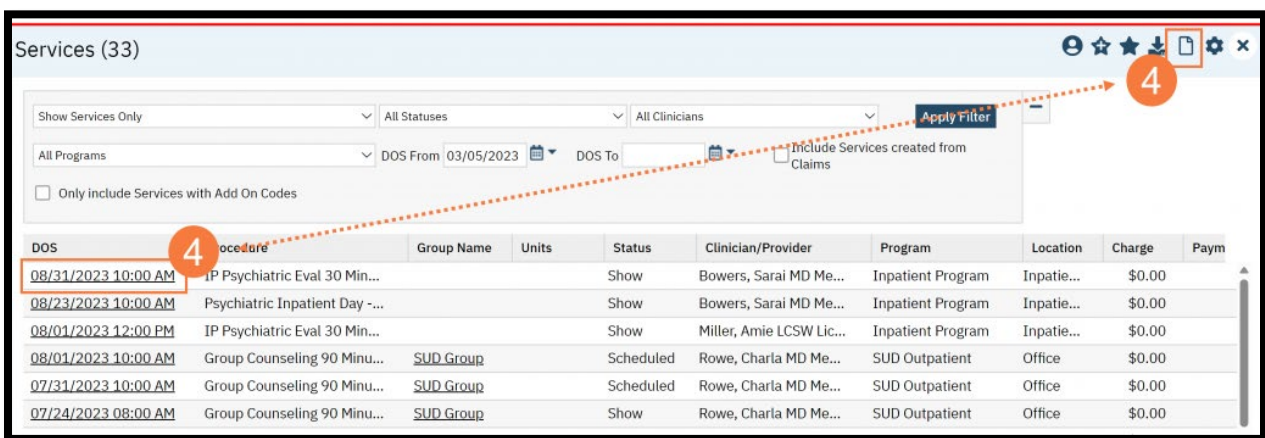 Services (33)
4
Show Services Only All Statuses All Clinicians Apply Filter
All Programs DOS From 03/05/2023 DOS To Include Services created from Claims
Only include Services with Add On Codes
4
DOS Procedure Group Name Units Status Clinician/Provider Program Location Charge Paym
08/31/2023 10:00 AM IP Psychiatric Eval 30 Min... Show Bowers, Sarai MD Me... Inpatient Program Inpatie... $0.00
08/23/2023 10:00 AM Psychiatric Inpatient Day -... Show Bowers, Sarai MD Me... Inpatient Program Inpatie... $0.00
08/01/2023 12:00 PM IP Psychiatric Eval 30 Min... Show Miller, Amie LCSW Lic... Inpatient Program Inpatie... $0.00
08/01/2023 10:00 AM Group Counseling 90 Minu... SUD Group Scheduled Rowe, Charla MD Me... SUD Outpatient Office $0.00
07/31/2023 10:00 AM Group Counseling 90 Minu... SUD Group Scheduled Rowe, Charla MD Me... SUD Outpatient Office $0.00
07/24/2023 08:00 AM Group Counseling 90 Minu... SUD Group Show Rowe, Charla MD Me... SUD Outpatient Office $0.00